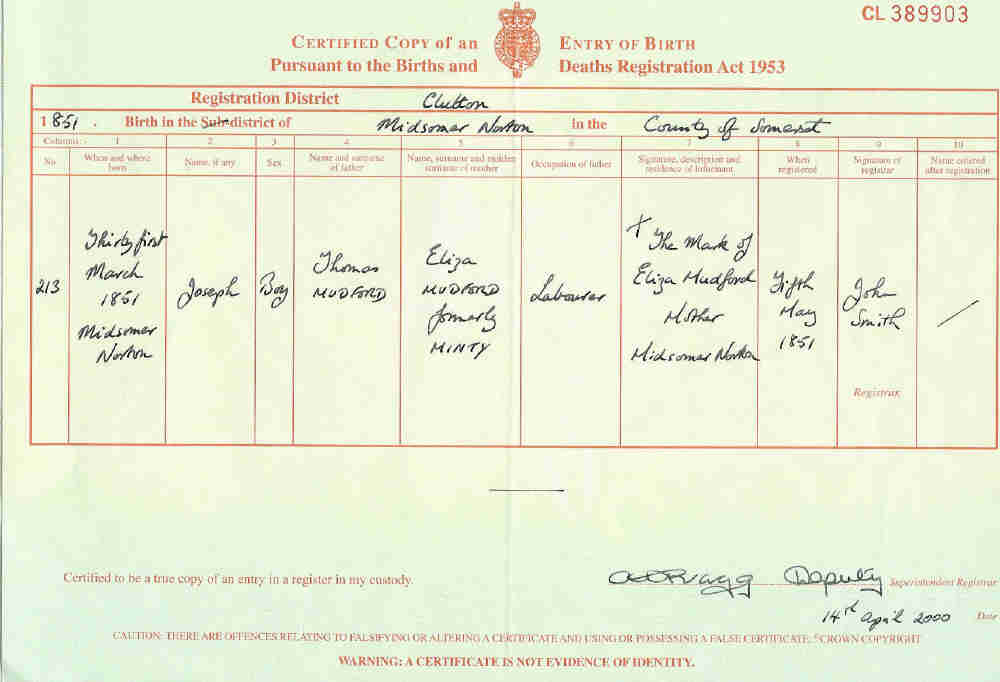 CL 389903
CERTIFIED COPY of an ENTRY OF BIRTH
Pursuant to the Births and Deaths Registration Act 1953
Registration District Clutton
1851. Birth in the Sub-district of Midsomer Norton in the County of Somerset
Columns:- 1 2 3 4 5 6 7 8 9 10
No
When and where
born
Name, if any
Sex
Name and surname
of father
Name, surname and maiden
surname of mother
Occupation of father
Signature, description and
residence of informant
When
registered
Signature of
registrar
Name entered
after registration
213
Thirty first
March
1851
Midsomer
Norton
Joseph
Boy
Thomas
MUDFORD
Eliza
MUDFORD
formerly
MINTY
Labourer
X The Mark of
Eliza Mudford
Mother
Midsomer Norton
Fifth
May
1851
John
Smith
Registrar
/
Certified to be a true copy of an entry in a register in my custody.
Deputy Superintendent Registrar
14th April 2000 Date
CAUTION: THERE ARE OFFENCES RELATING TO FALSIFYING OR ALTERING A CERTIFICATE AND USING OR POSSESSING A FALSE CERTIFICATE. ©CROWN COPYRIGHT
WARNING: A CERTIFICATE IS NOT EVIDENCE OF IDENTITY.